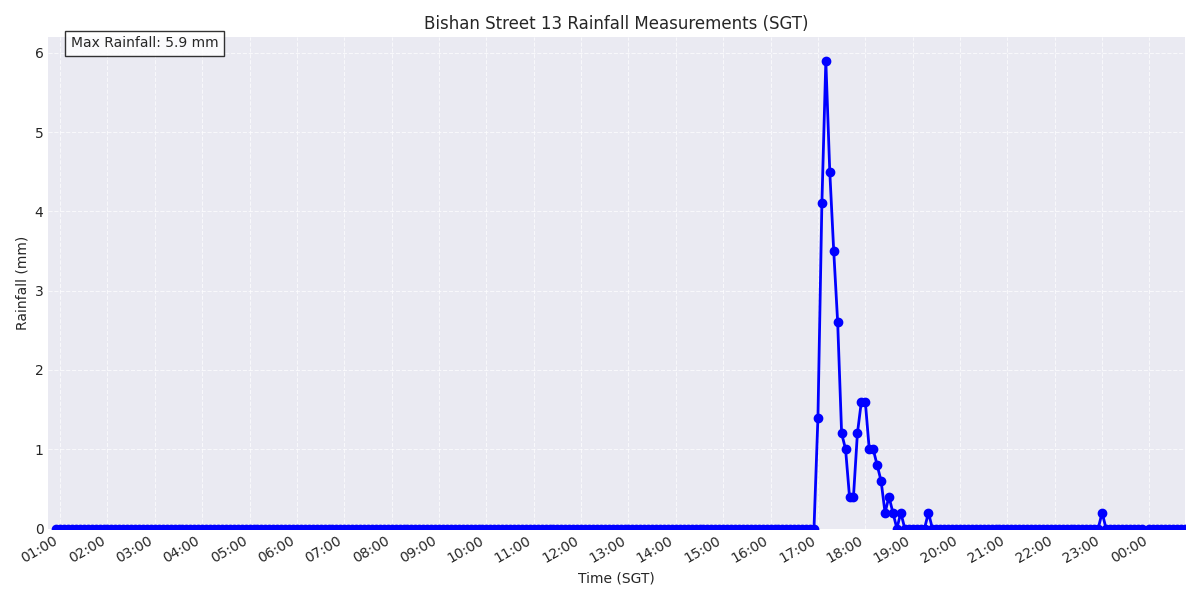 Bishan Street 13 Rainfall Measurements (SGT)
Max Rainfall: 5.9 mm
6
5
4
3
2
1
0
Rainfall (mm)
01:00 02:00 03:00 04:00 05:00 06:00 07:00 08:00 09:00 10:00 11:00 12:00 13:00 14:00 15:00 16:00 17:00 18:00 19:00 20:00 21:00 22:00 23:00 00:00
Time (SGT)